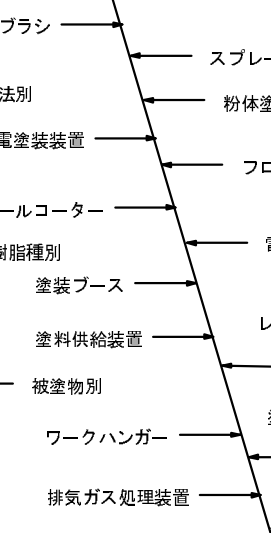 ブラシ
スプレー
法別
粉体塗
電塗装装置
フロ
ールコーター
樹脂種別
塗装ブース
塗料供給装置
レ
被塗物別
ワークハンガー
排気ガス処理装置